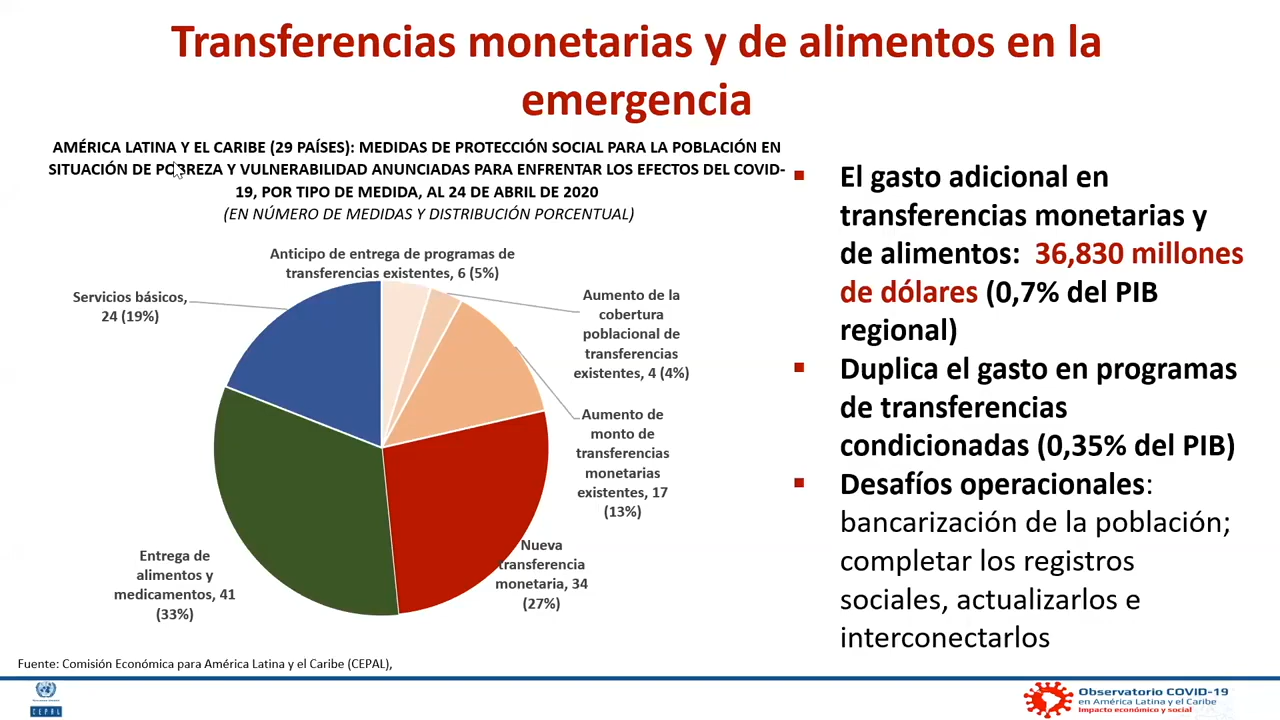 Transferencias monetarias y de alimentos en la
emergencia
AMÉRICA LATINA Y EL CARIBE (29 PAÍSES): MEDIDAS DE PROTECCIÓN SOCIAL PARA LA POBLACIÓN EN
SITUACIÓN DE POBREZA Y VULNERABILIDAD ANUNCIADAS PARA ENFRENTAR LOS EFECTOS DEL COVID-
19, POR TIPO DE MEDIDA, AL 24 DE ABRIL DE 2020
(EN NÚMERO DE MEDIDAS Y DISTRIBUCIÓN PORCENTUAL)
Anticipo de entrega de programas de
transferencias existentes, 6 (5%)
Servicios básicos,
24 (19%)
Aumento de la
cobertura
poblacional de
transferencias
existentes, 4 (4%)
Aumento de
monto de
transferencias
monetarias
existentes, 17
(13%)
Nueva
transferencia
monetaria, 34
(27%)
Entrega de
alimentos y
medicamentos, 41
(33%)
▪ El gasto adicional en
transferencias monetarias y
de alimentos: 36,830 millones
de dólares (0,7% del PIB
regional)
▪ Duplica el gasto en programas
de transferencias
condicionadas (0,35% del PIB)
▪ Desafíos operacionales:
bancarización de la población;
completar los registros
sociales, actualizarlos e
interconectarlos
Fuente: Comisión Económica para América Latina y el Caribe (CEPAL),
CEPAL
Observatorio COVID-19
en América Latina y el Caribe
Impacto económico y social